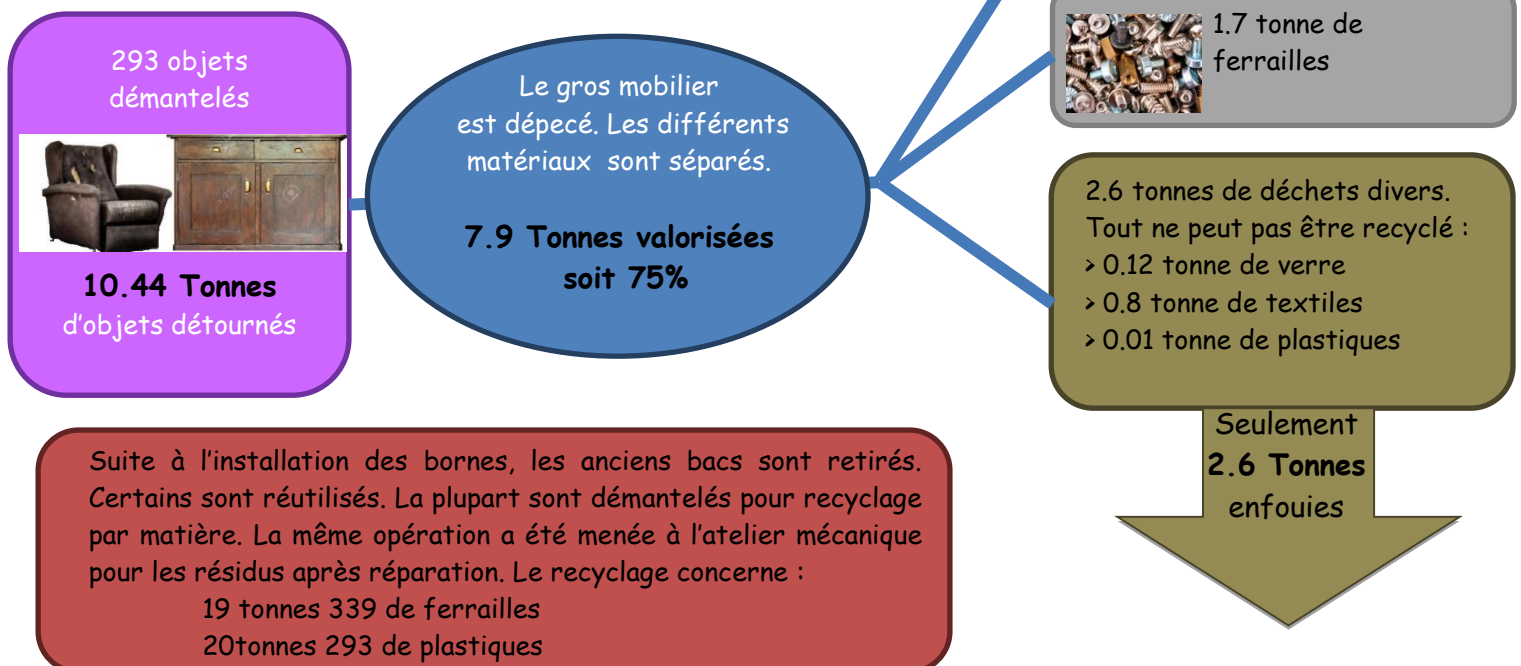 293 objets
démantelés
10.44 Tonnes
d'objets détournés
Le gros mobilier
est dépecé. Les différents
matériaux sont séparés.
7.9 Tonnes valorisées
soit 75%
1.7 tonne de
ferrailles
2.6 tonnes de déchets divers.
Tout ne peut pas être recyclé :
> 0.12 tonne de verre
> 0.8 tonne de textiles
> 0.01 tonne de plastiques
Seulement
2.6 Tonnes
enfouies
Suite à l'installation des bornes, les anciens bacs sont retirés.
Certains sont réutilisés. La plupart sont démantelés pour recyclage
par matière. La même opération a été menée à l'atelier mécanique
pour les résidus après réparation. Le recyclage concerne :
19 tonnes 339 de ferrailles
20tonnes 293 de plastiques